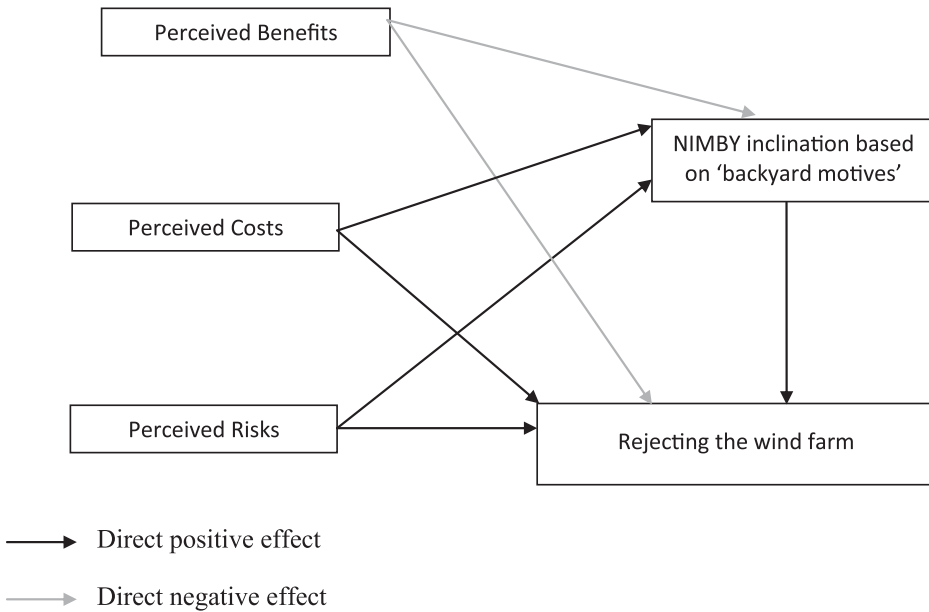 Perceived Benefits
NIMBY inclination based
on ‘backyard motives’
Perceived Costs
Perceived Risks
Rejecting the wind farm
Direct positive effect
Direct negative effect